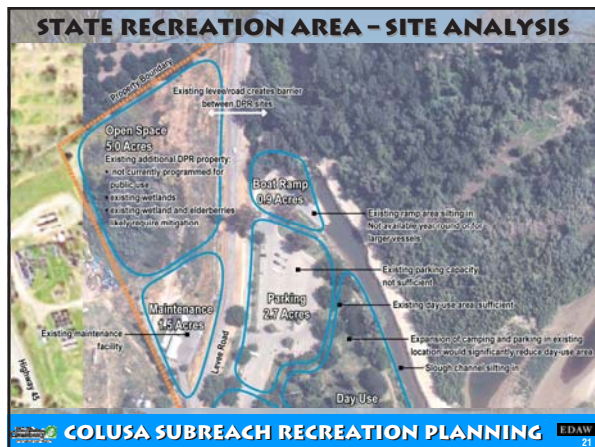 STATE RECREATION AREA – SITE ANALYSIS
Property Boundary
Existing levee/road creates barrier
between DPR sites
Open Space
5.0 Acres
Existing additional DPR property:
• not currently programmed for
public use
• existing wetlands
• existing wetland and elderberries
likely require mitigation
Boat Ramp
0.9 Acres
Existing ramp area silting in
Not available year round or for
larger vessels
Existing parking capacity
not sufficient
Parking
2.7 Acres
Existing day-use area, sufficient
Maintenance
1.5 Acres
Existing maintenance
facility
Levee Road
Expansion of camping and parking in existing
location would significantly reduce day-use area
Slough channel silting in
Highway 45
Day Use
COLUSA SUBREACH RECREATION PLANNING
EDAW
21